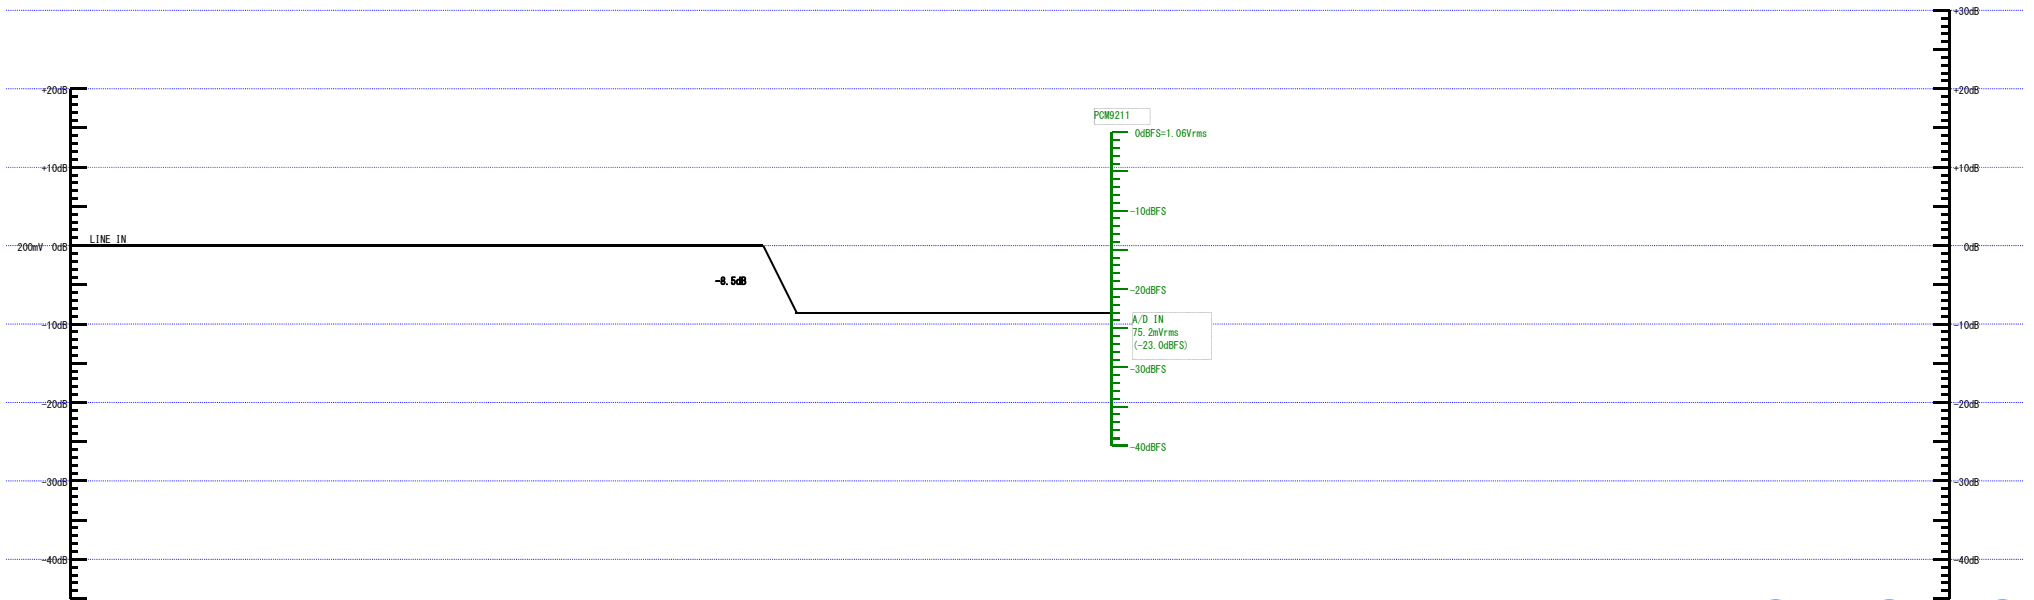 +30dB
+20dB
+20dB
PCM9211
0dBFS=1.06Vrms
+10dB
+10dB
-10dBFS
LINE IN
200mV 0dB
0dB
-8.5dB
-20dBFS
A/D IN
-10dB
-10dB
75.2mVrms
(-23.0dBFS)
-30dBFS
-20dB
-20dB
-40dBFS
-30dB
-30dB
-40dB
-40dB